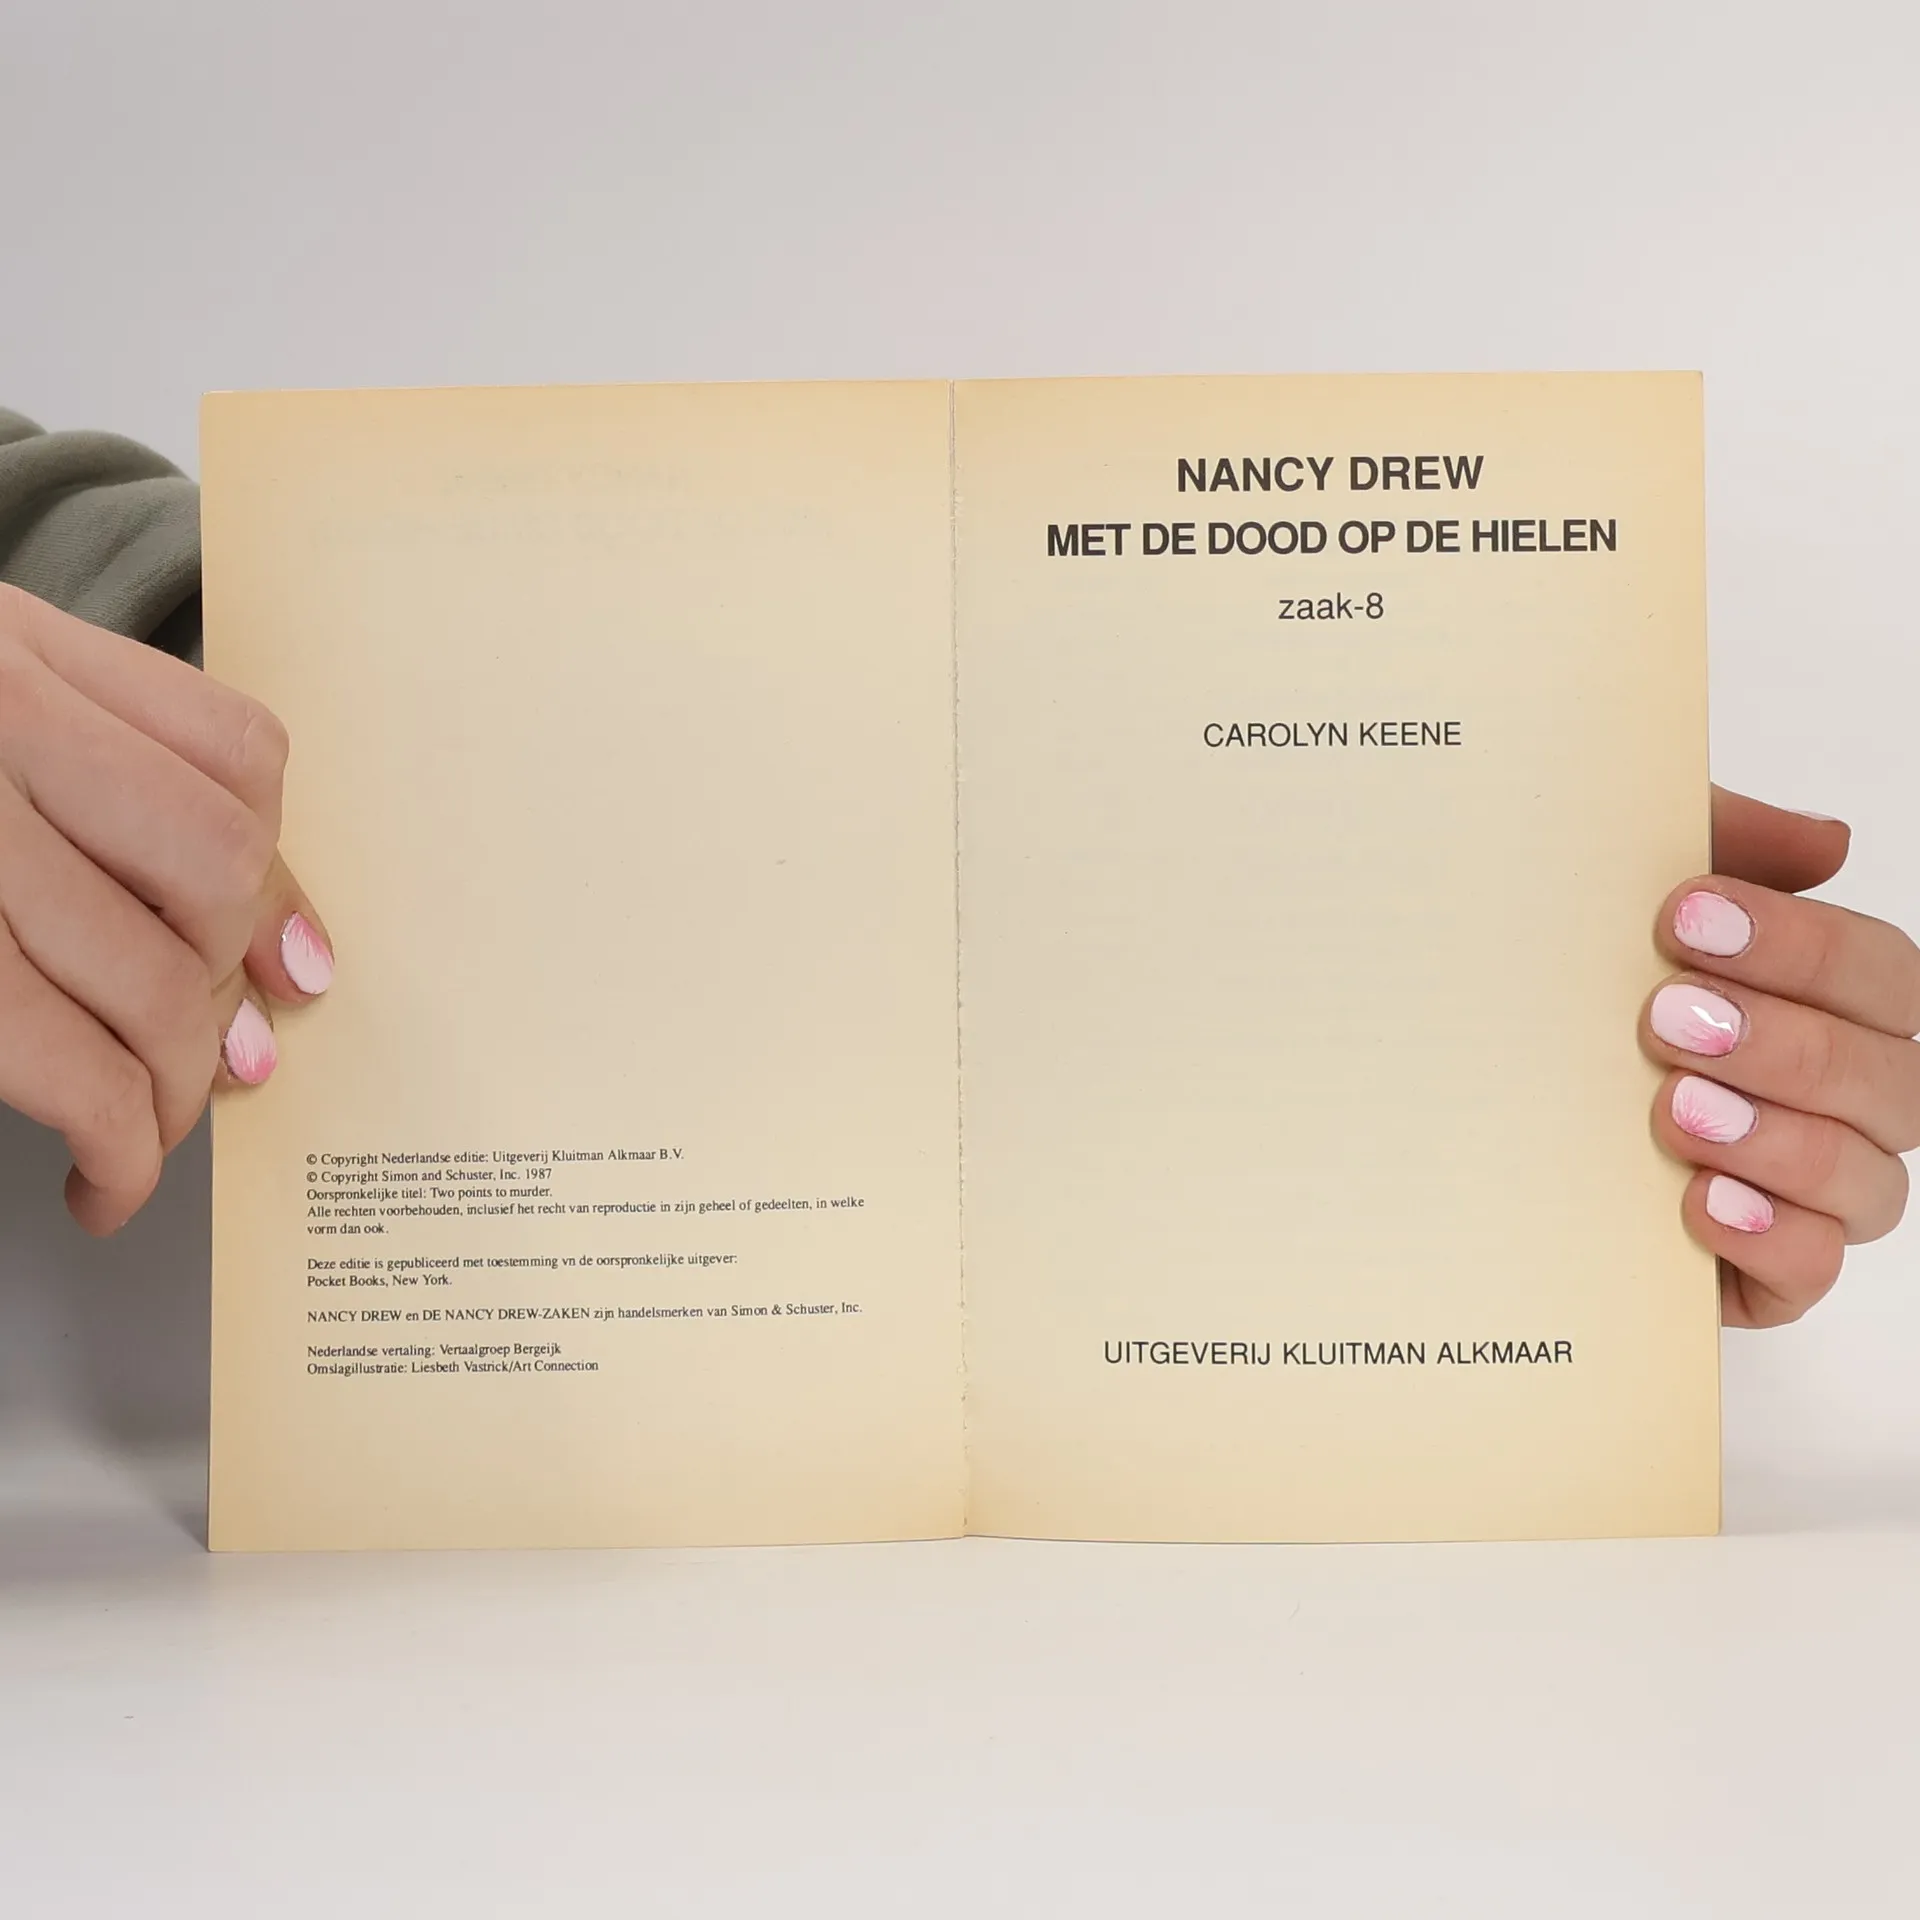 © Copyright Nederlandse editie: Uitgeverij Kluitman Alkmaar B.V.
© Copyright Simon and Schuster, Inc. 1987
Oorspronkelijke titel: Two points to murder.
Alle rechten voorbehouden, inclusief het recht van reproductie in zijn geheel of gedeelten, in welke
vorm dan ook.
Deze editie is gepubliceerd met toestemming vn de oorspronkelijke uitgever:
Pocket Books, New York.
NANCY DREW en DE NANCY DREW-ZAKEN zijn handelsmerken van Simon & Schuster, Inc.
Nederlandse vertaling: Vertaalgroep Bergeijk
Omslagillustratie: Liesbeth Vastrick/Art Connection
NANCY DREW
MET DE DOOD OP DE HIELEN
zaak-8
CAROLYN KEENE
UITGEVERIJ KLUITMAN ALKMAAR